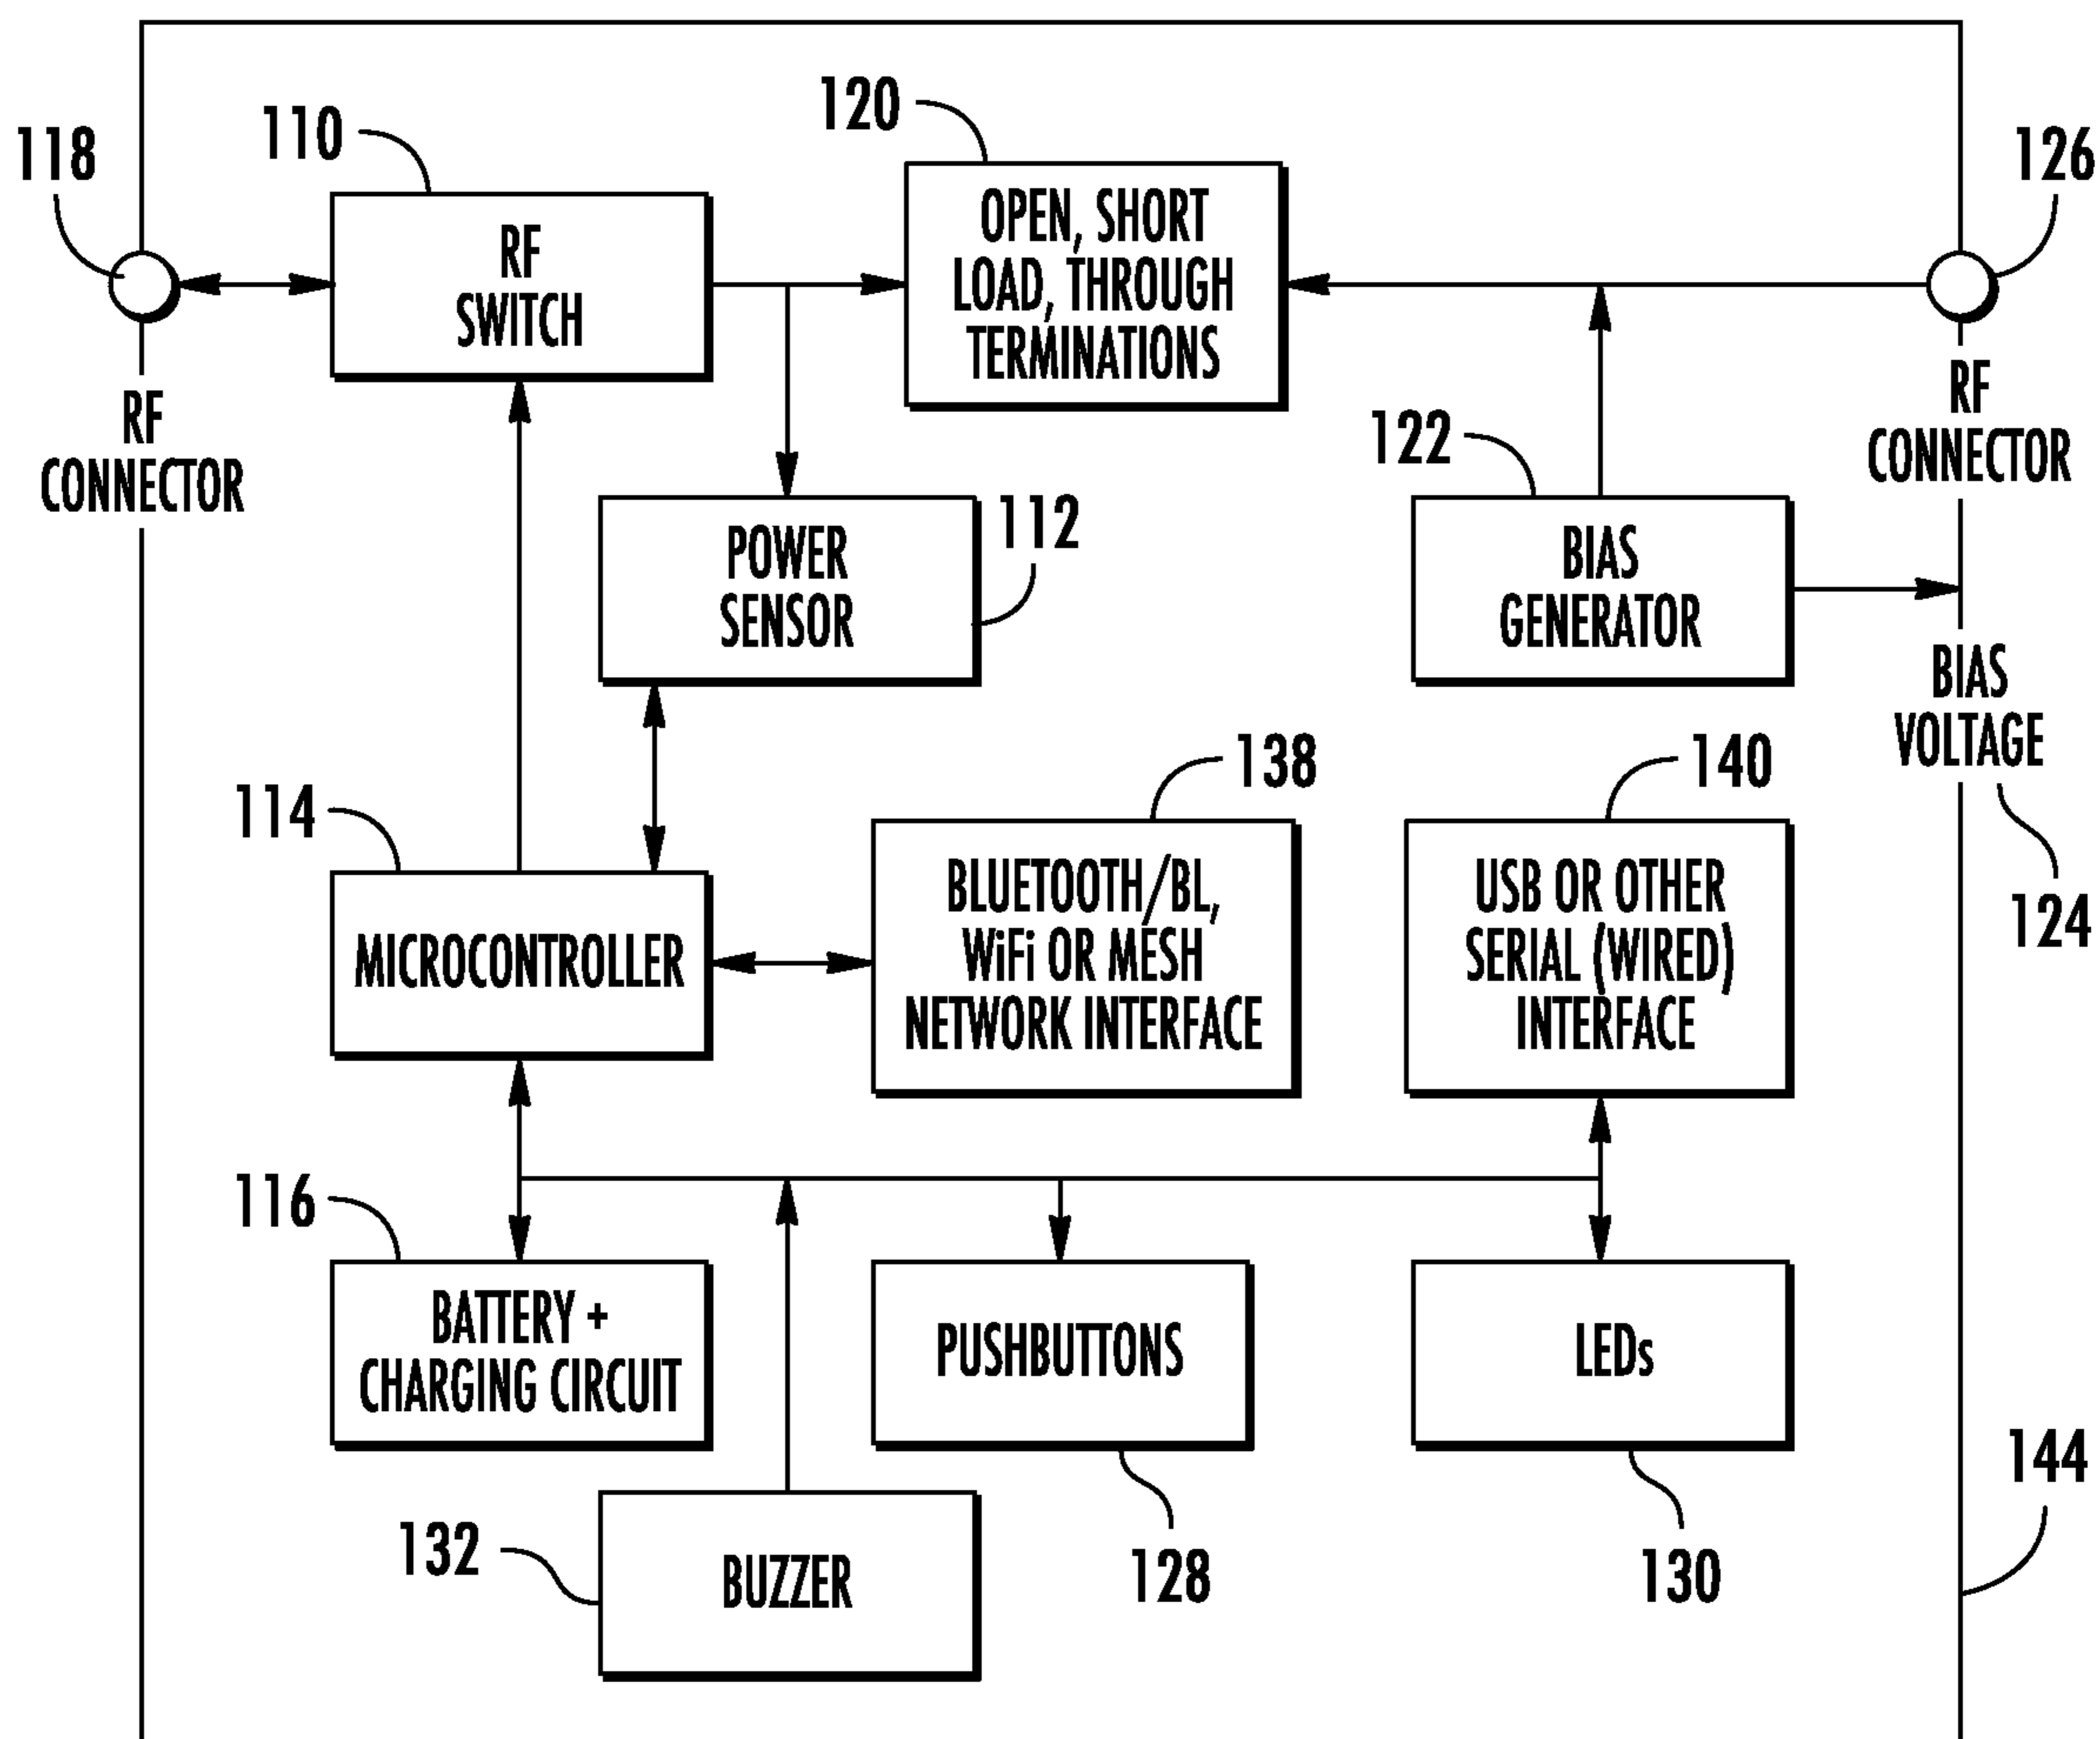 120
110
118
126
OPEN, SHORT
LOAD, THROUGH
TERMINATIONS
RF
SWITCH
RF
CONNECTOR
122
RF
CONNECTOR
POWER
SENSOR
112
BIAS
GENERATOR
BIAS
VOLTAGE
124
138
140
114
MICROCONTROLLER
BLUETOOTH/BL,
WiFi OR MESH
NETWORK INTERFACE
USB OR OTHER
SERIAL (WIRED)
INTERFACE
116
BATTERY +
CHARGING CIRCUIT
PUSHBUTTONS
LEDs
144
132
BUZZER
128
130